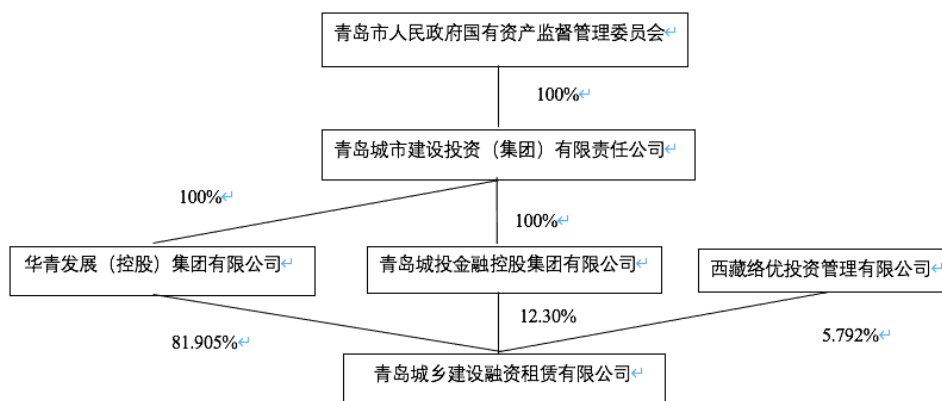 青岛市人民政府国有资产监督管理委员会↵
100%↵
青岛城市建设投资（集团）有限责任公司↵
100%↵
100%↵
华青发展（控股）集团有限公司↵
青岛城投金融控股集团有限公司↵
西藏络优投资管理有限公司↵
12.30%
81.905%↵
5.792%↵
青岛城乡建设融资租赁有限公司↵